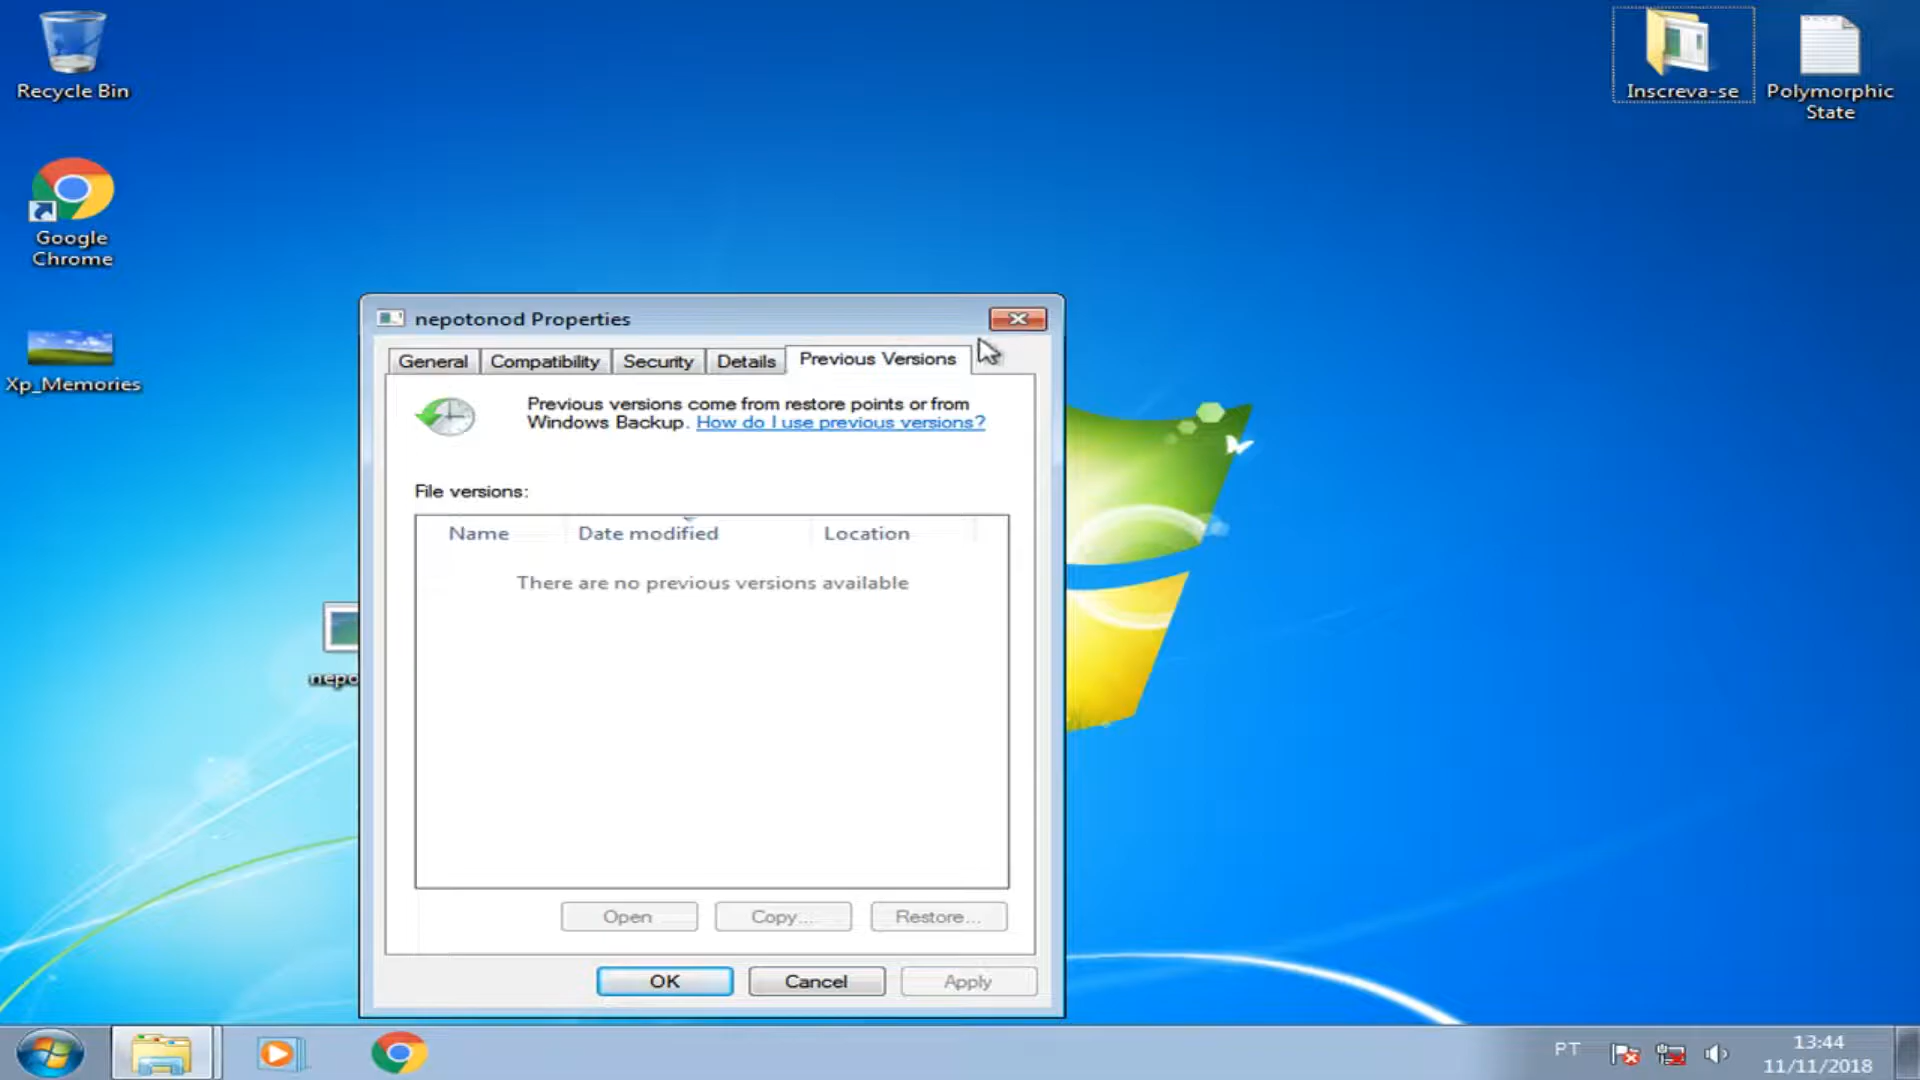 Recycle Bin
Inscreva-se
Polymorphic
State
Google
Chrome
Xp_Memories
nepo
nepotonod Properties
General
Compatibility
Security
Details
Previous Versions
Previous versions come from restore points or from
Windows Backup. How do I use previous versions?
File versions:
Name
Date modified
Location
There are no previous versions available
Open
Copy...
Restore...
OK
Cancel
Apply
PT
13:44
11/11/2018